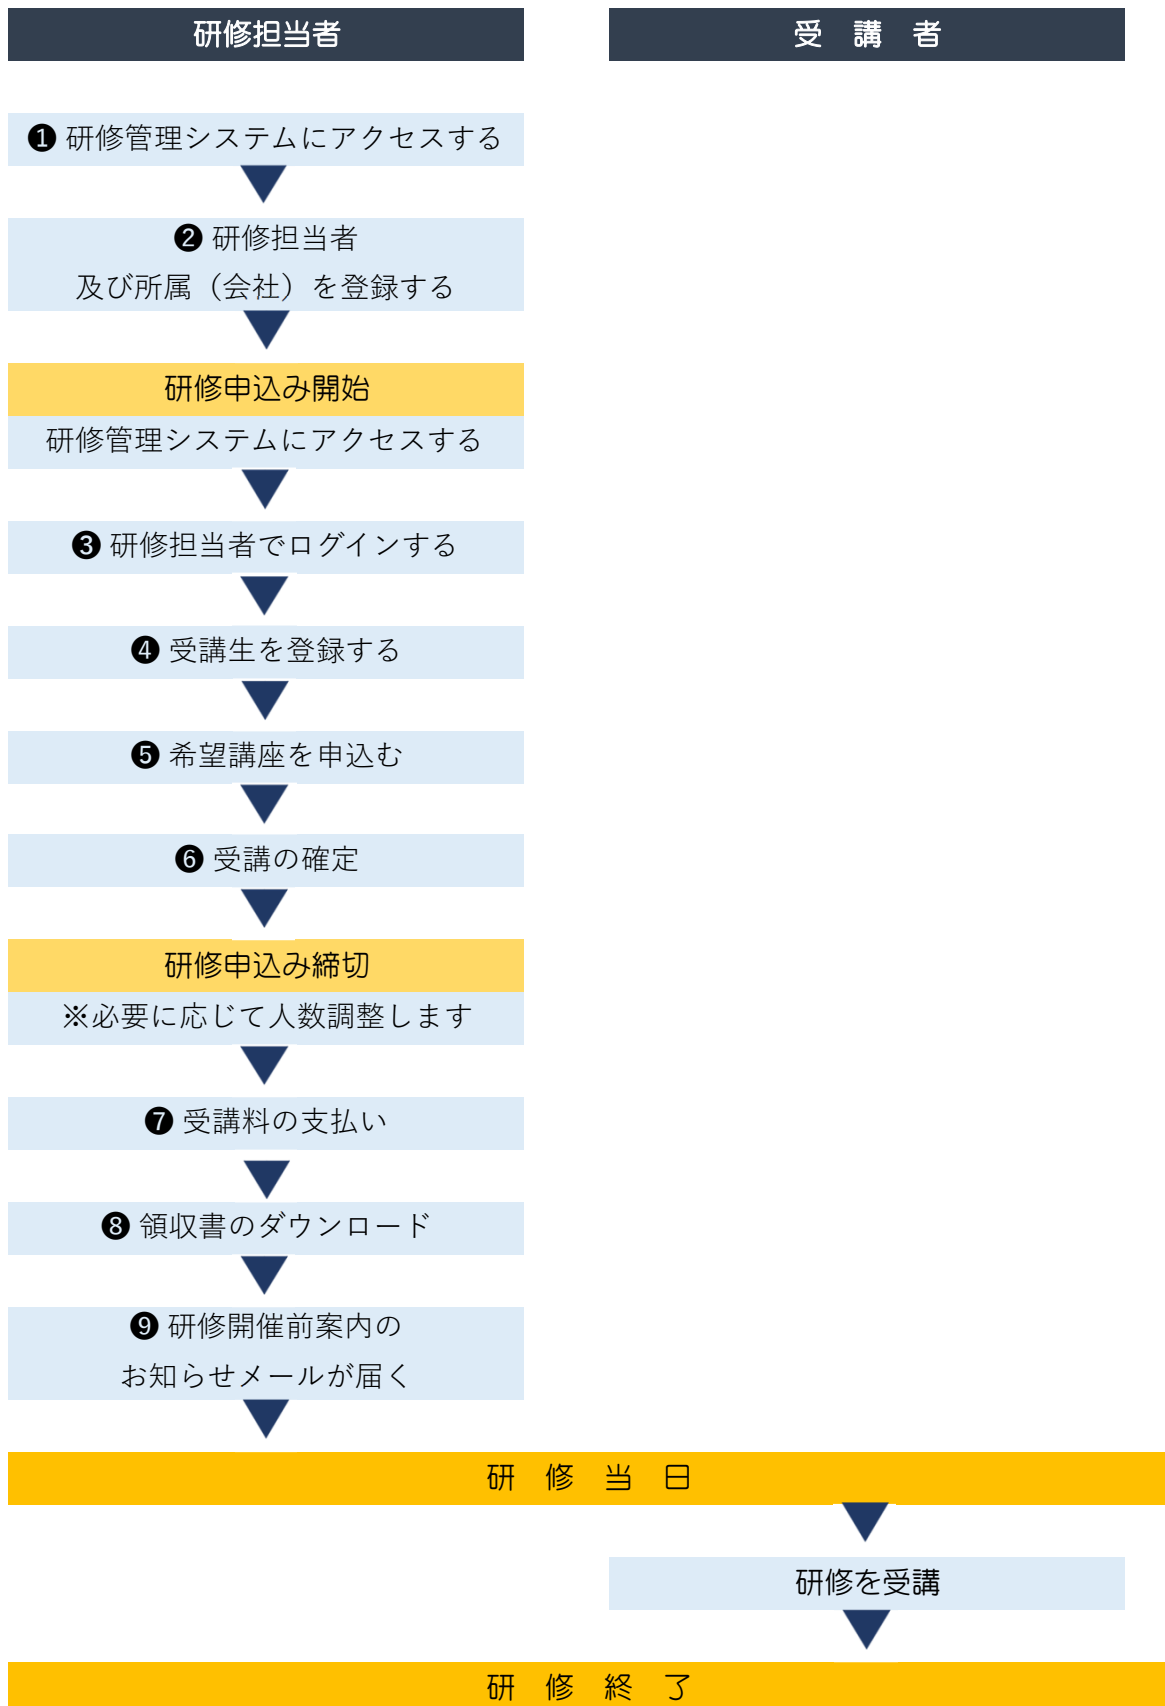 研修担当者
受　講　者
❶ 研修管理システムにアクセスする
❷ 研修担当者
及び所属（会社）を登録する
研修申込み開始
研修管理システムにアクセスする
❸ 研修担当者でログインする
❹ 受講生を登録する
❺ 希望講座を申込む
❻ 受講の確定
研修申込み締切
※必要に応じて人数調整します
❼ 受講料の支払い
❽ 領収書のダウンロード
❾ 研修開催前案内の
お知らせメールが届く
研　修　当　日
研修を受講
研　修　終　了